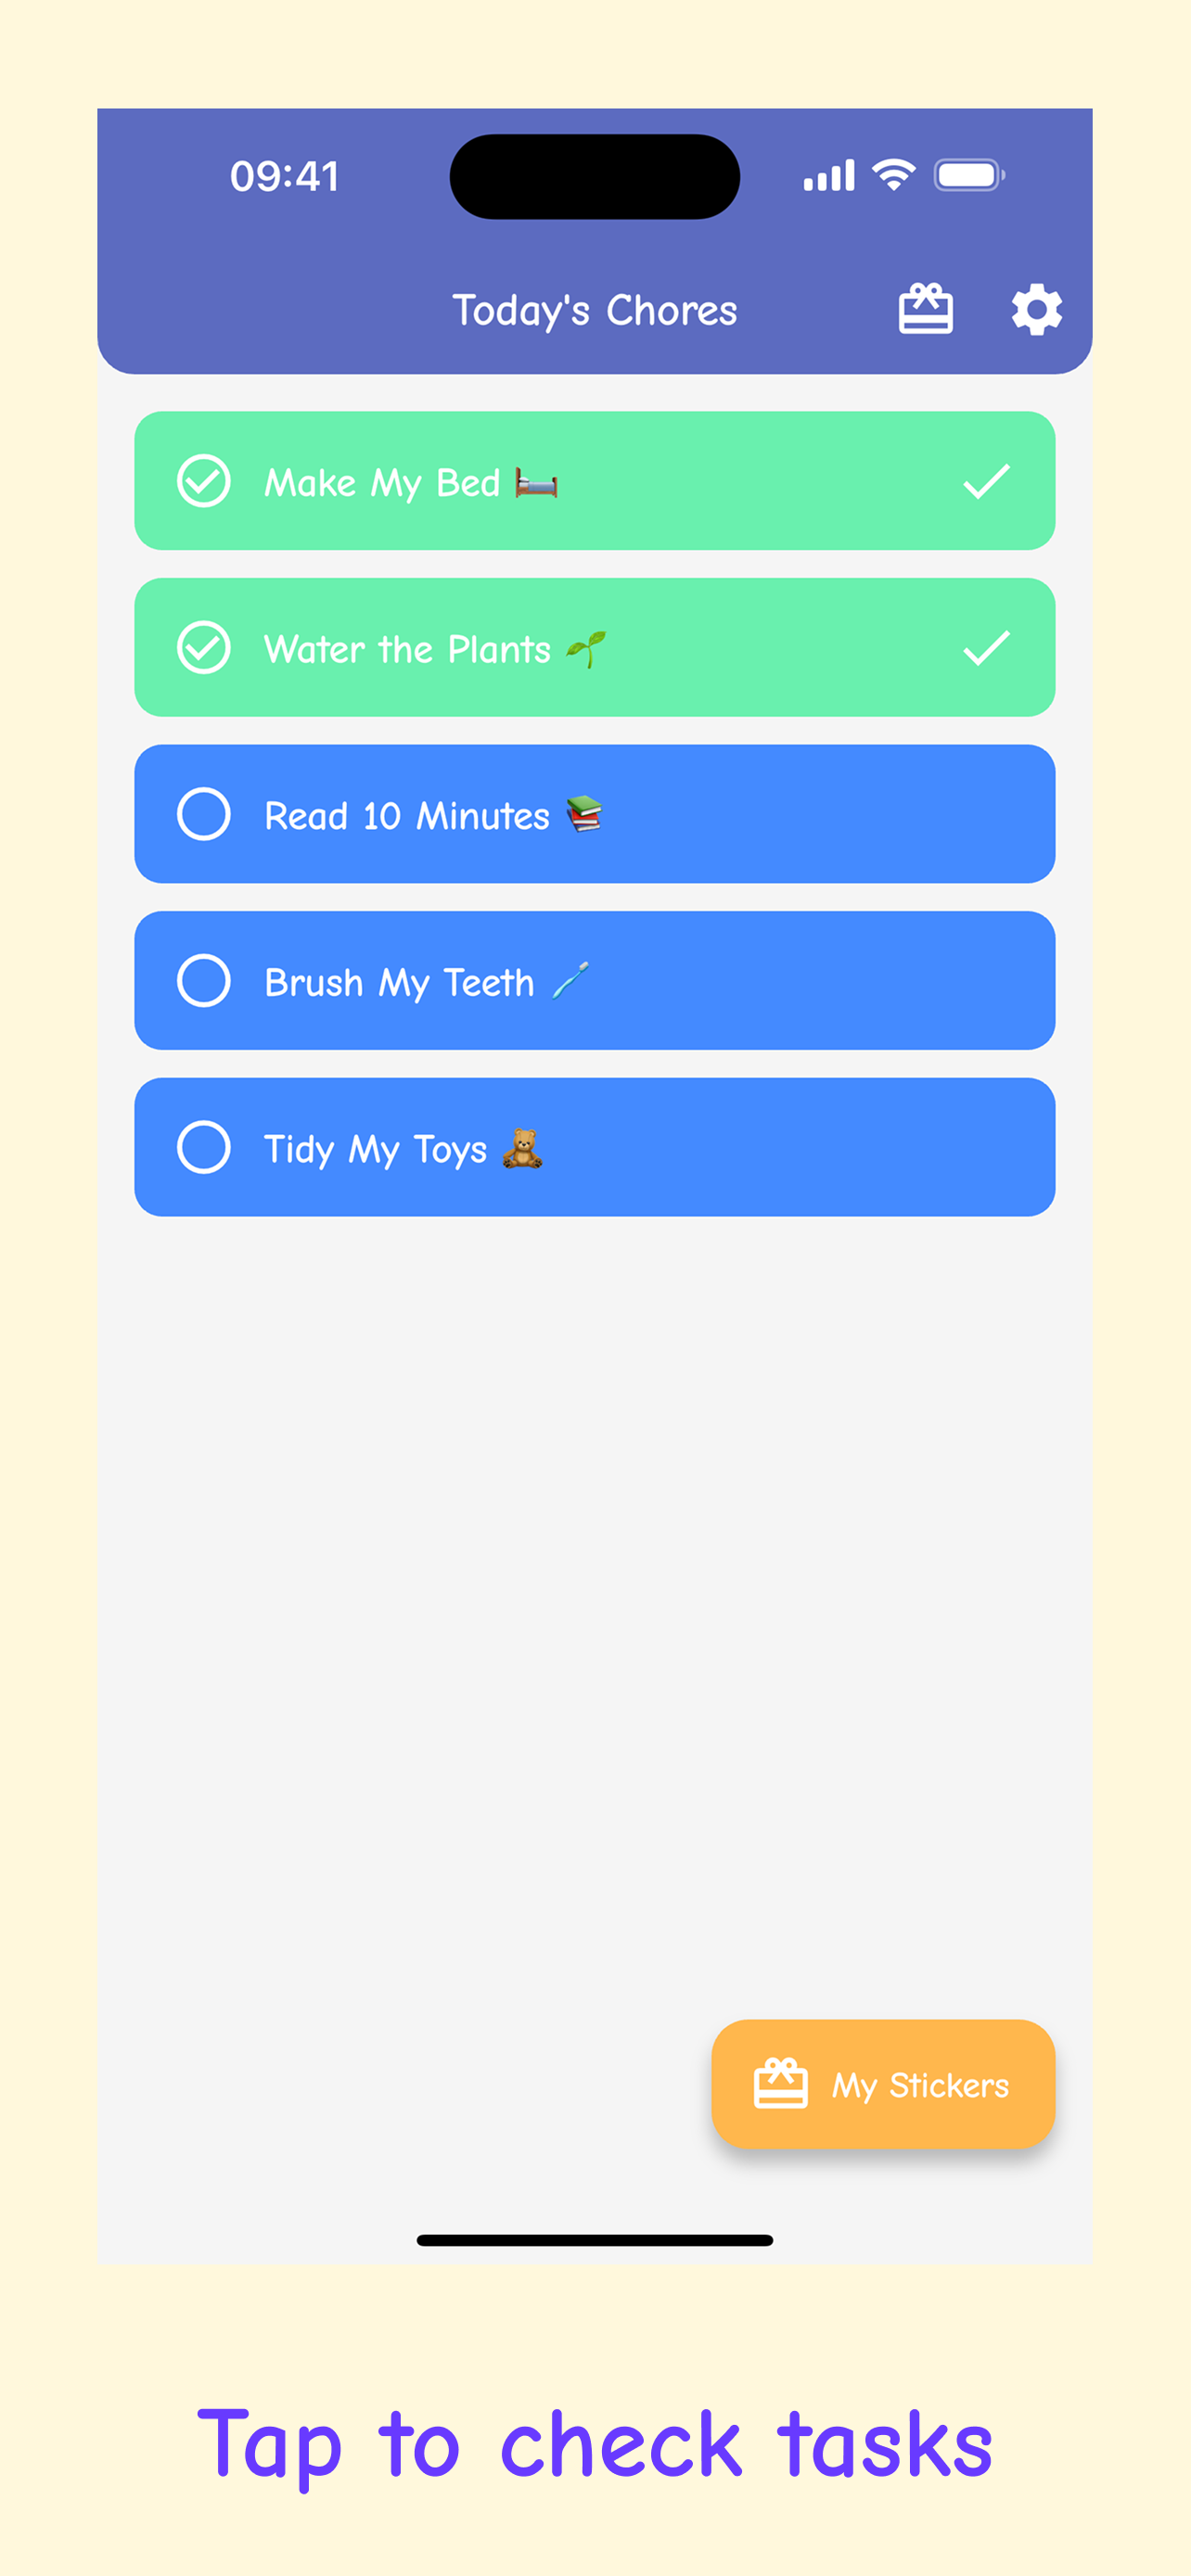 09:41
Today's Chores
Make My Bed 🛏️
Water the Plants 🌱
Read 10 Minutes 📚
Brush My Teeth 🪥
Tidy My Toys 🧸
My Stickers
Tap to check tasks